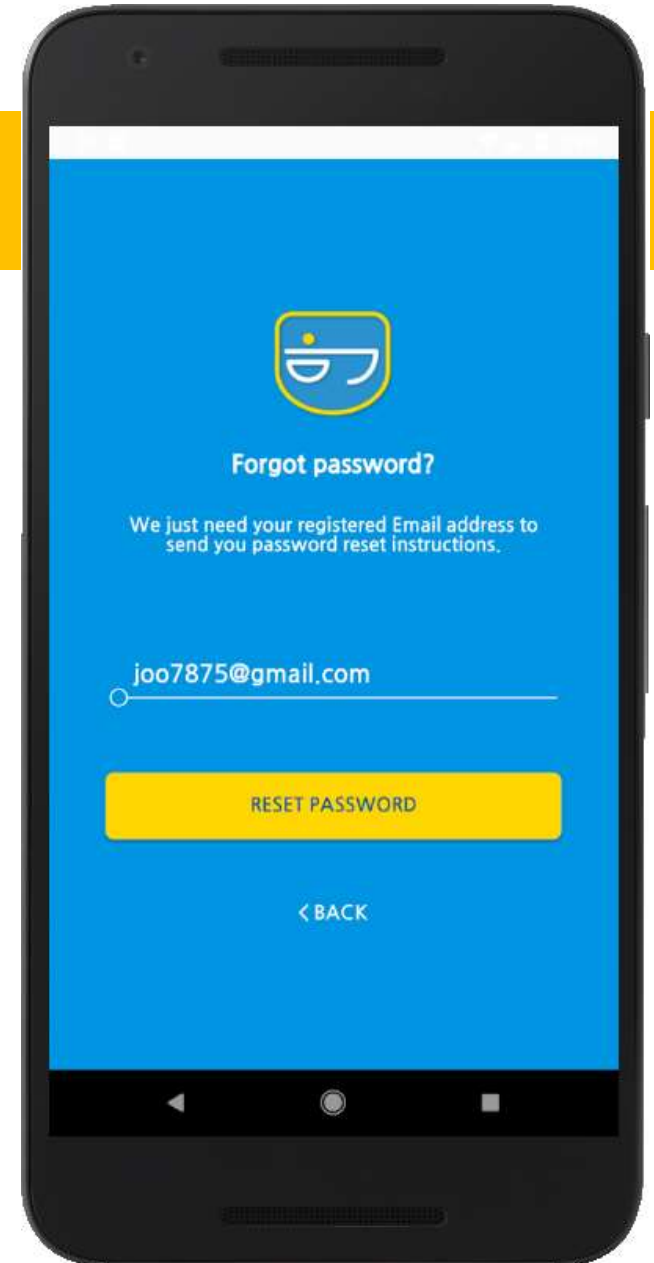 Forgot password?
We just need your registered Email address to
send you password reset instructions.
joo7875@gmail.com
RESET PASSWORD
< BACK